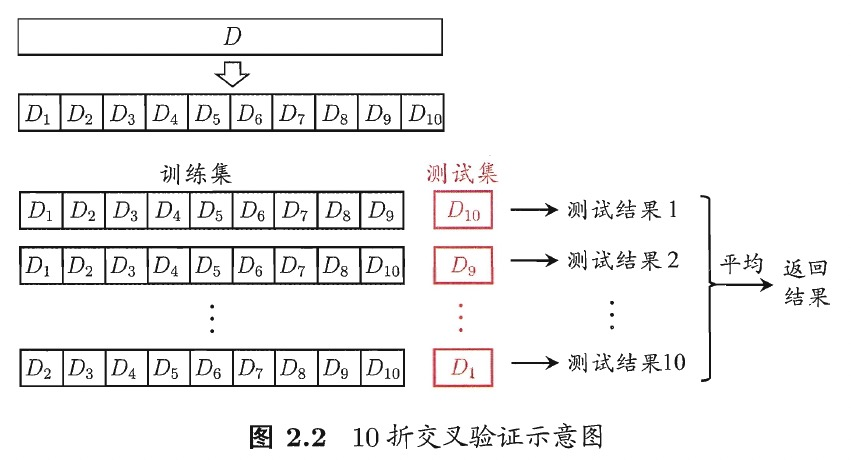 D
D₁ D₂ D₃ D₄ D₅ D₆ D₇ D₈ D₉ D₁₀
训练集 测试集
D₁ D₂ D₃ D₄ D₅ D₆ D₇ D₈ D₉ D₁₀ 测试结果1
D₁ D₂ D₃ D₄ D₅ D₆ D₇ D₈ D₁₀ D₉ 测试结果2
平均 返回
结果
D₂ D₃ D₄ D₅ D₆ D₇ D₈ D₉ D₁₀ D₁ 测试结果10
图 2.2 10折交叉验证示意图